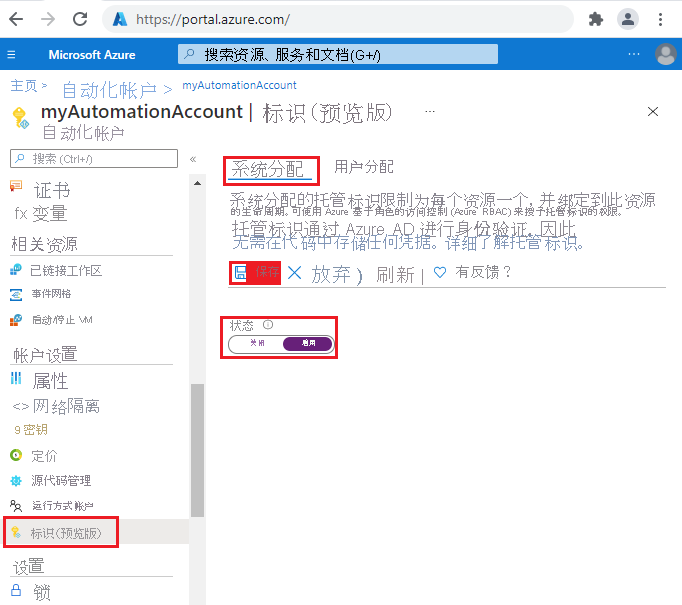 https://portal.azure.com/
Microsoft Azure
搜索资源、服务和文档(G+/)
主页 > 自动化帐户 > myAutomationAccount
myAutomationAccount | 标识(预览版) ...
自动化帐户
搜索 (Ctrl+/)
«
证书
fx 变量
相关资源
已链接工作区
事件网格
启动/停止 VM
帐户设置
属性
<> 网络隔离
9密钥
定价
源代码管理
运行方式帐户
标识(预览版)
设置
锁
系统分配 用户分配
系统分配的托管标识限制为每个资源一个, 并绑定到此资源
的生命周期。可使用 Azure 基于角色的访问控制 (Azure RBAC) 来授予托管标识的权限。
托管标识通过 Azure AD 进行身份验证, 因此
无需在代码中存储任何凭据。详细了解托管标识。
保存 放弃 ) 刷新 | 有反馈？
状态
关闭 启用